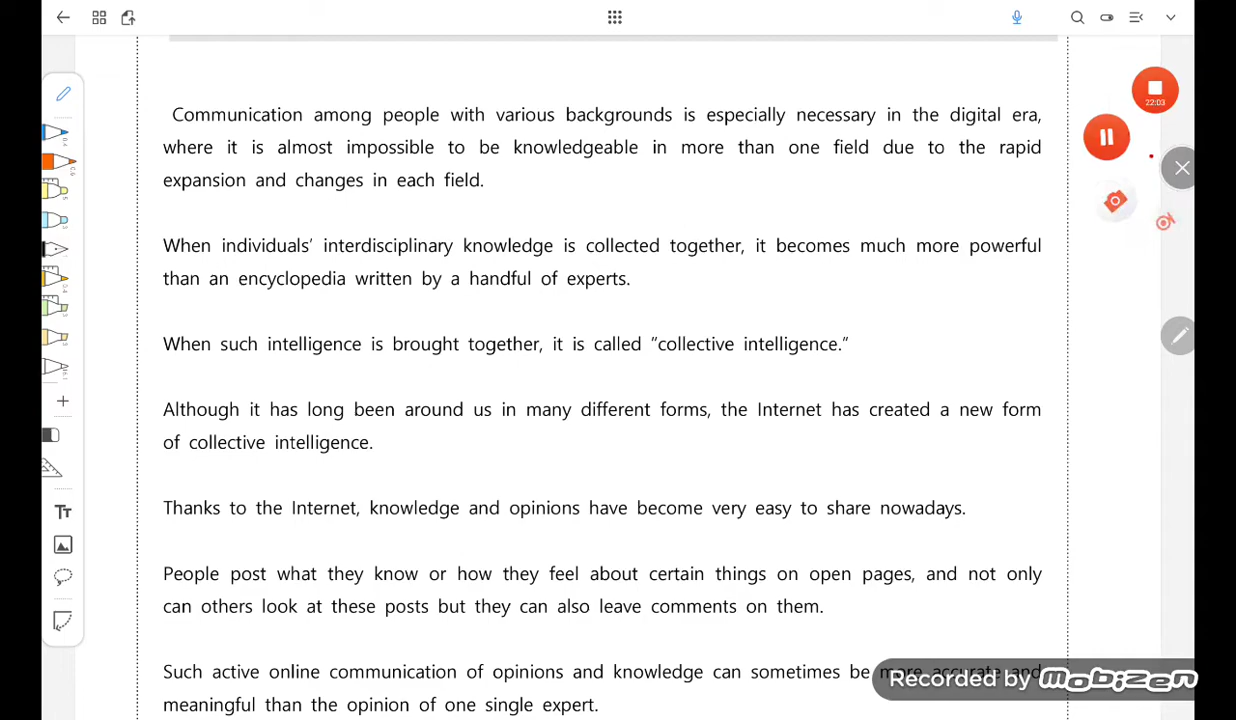 22:03
Communication among people with various backgrounds is especially necessary in the digital era,
where it is almost impossible to be knowledgeable in more than one field due to the rapid
expansion and changes in each field.
When individuals' interdisciplinary knowledge is collected together, it becomes much more powerful
than an encyclopedia written by a handful of experts.
When such intelligence is brought together, it is called “collective intelligence.”
Although it has long been around us in many different forms, the Internet has created a new form
of collective intelligence.
Thanks to the Internet, knowledge and opinions have become very easy to share nowadays.
People post what they know or how they feel about certain things on open pages, and not only
can others look at these posts but they can also leave comments on them.
Such active online communication of opinions and knowledge can sometimes be more accurate and
meaningful than the opinion of one single expert.
Tт
Recorded by mobizen